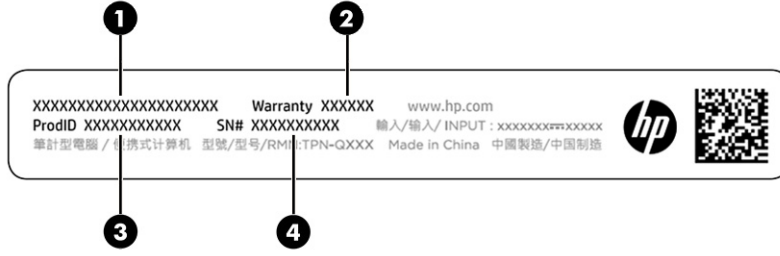 1 2
XXXXXXXXXXXXXXXXXXXXX Warranty XXXXXX www.hp.com
ProdID XXXXXXXXXXX SN# XXXXXXXXXX 輸入/输入/ INPUT : XXXXXXX⎓XXXXX hp
筆計型電腦 / 便携式计算机 型號/型号/RMN:TPN-QXXX Made in China 中國製造/中国制造
3 4